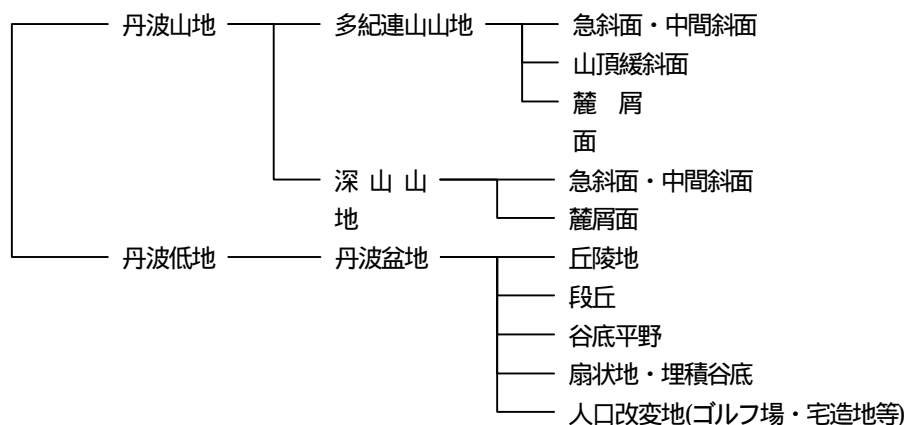 丹波山地 多紀連山山地 急斜面・中間斜面
山頂緩斜面
麓屑
面
深山山 急斜面・中間斜面
地 麓屑面
丹波低地 丹波盆地 丘陵地
段丘
谷底平野
扇状地・埋積谷底
人口改変地(ゴルフ場・宅造地等)